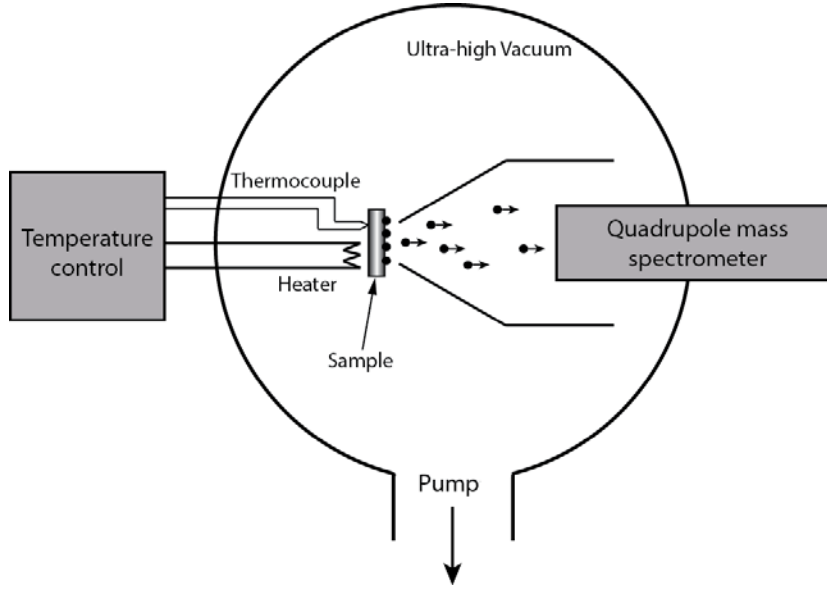 Ultra-high Vacuum
Thermocouple
Temperature
control
Quadrupole mass
spectrometer
Heater
Sample
Pump